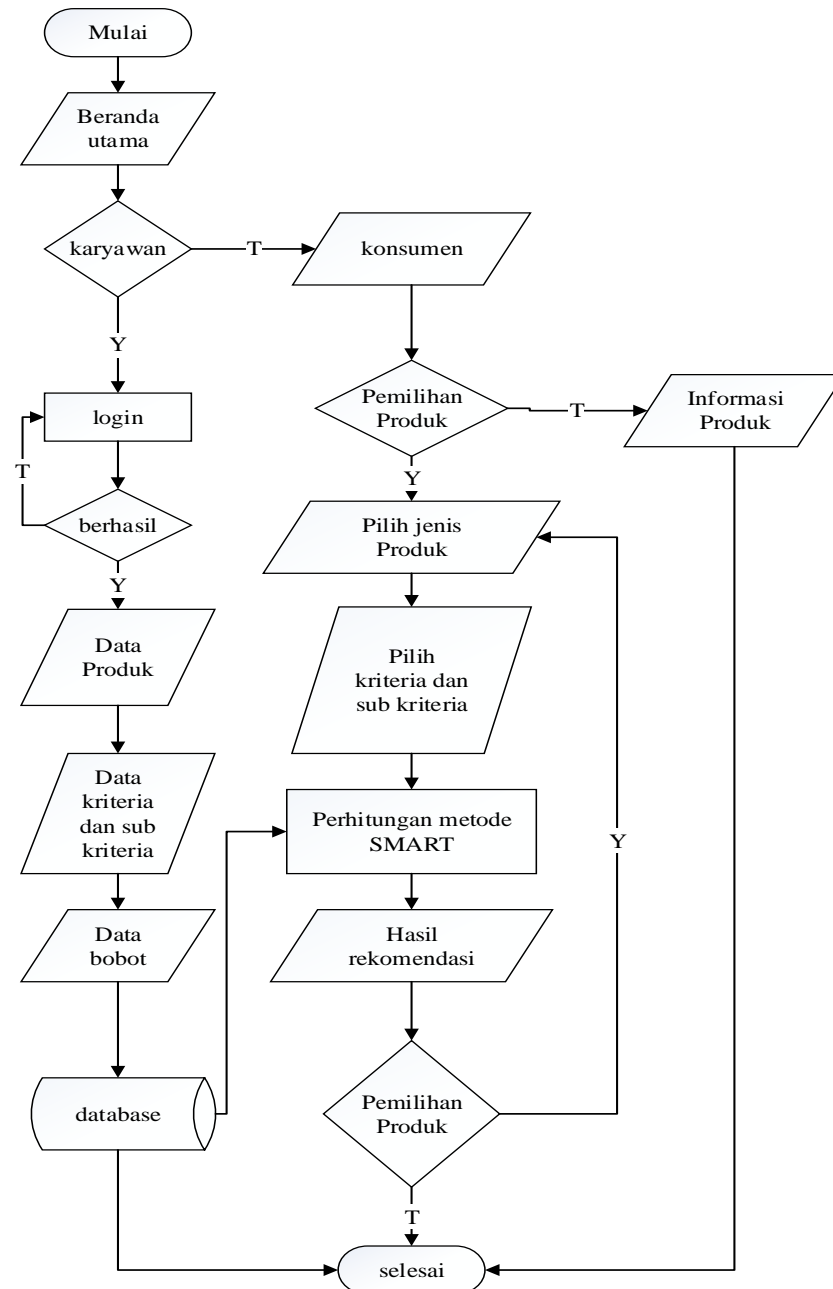 Mulai
Beranda
utama
karyawan
T
konsumen
Y
login
T
berhasil
Y
Data
Produk
Data
kriteria
dan sub
kriteria
Data
bobot
database
Pemilihan
Produk
T
Informasi
Produk
Y
Pilih jenis
Produk
Pilih
kriteria dan
sub kriteria
Perhitungan metode
SMART
Hasil
rekomendasi
Pemilihan
Produk
Y
T
selesai